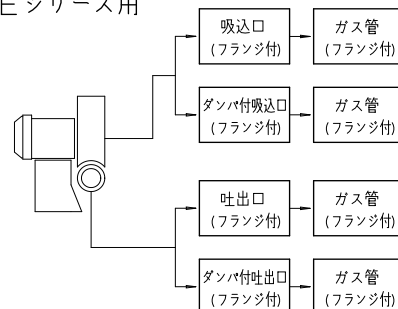 Eシリーズ用
吸込口
(フランジ付)
ガス管
(フランジ付)
ダンパ付吸込口
(フランジ付)
ガス管
(フランジ付)
吐出口
(フランジ付)
ガス管
(フランジ付)
ダンパ付吐出口
(フランジ付)
ガス管
(フランジ付)